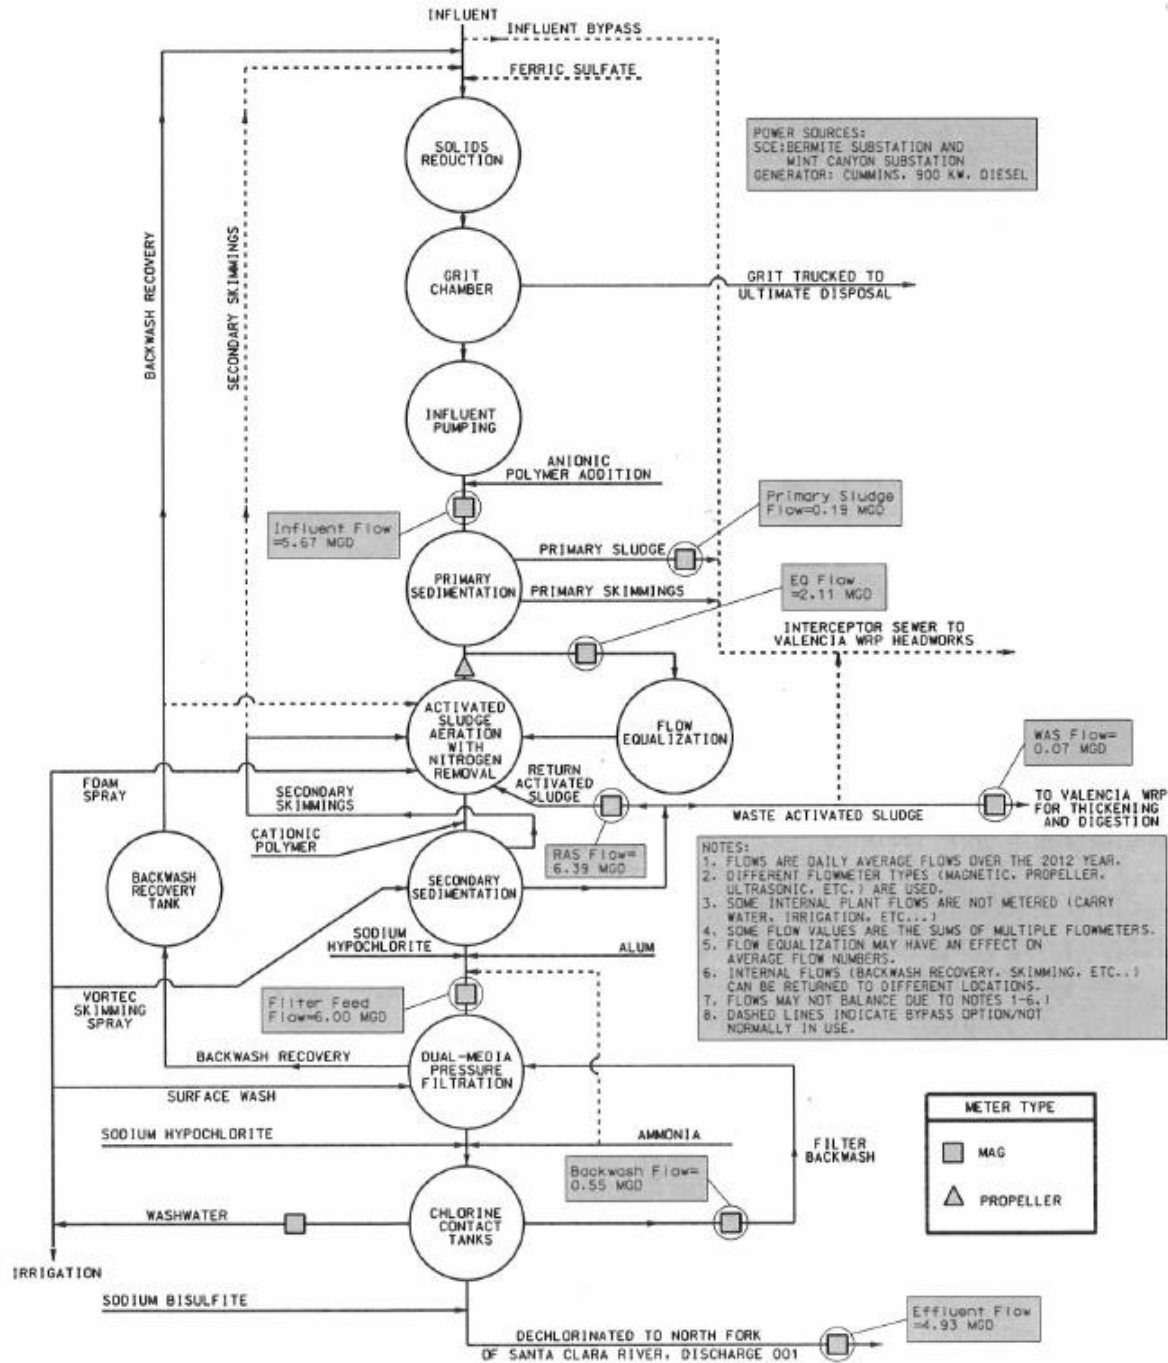 INFLUENT
INFLUENT BYPASS
FERRIC SULFATE
SOLIDS
REDUCTION
POWER SOURCES:
SCE:BERMITE SUBSTATION AND
MINT CANYON SUBSTATION
GENERATOR: CUMMINS. 900 KW. DIESEL
BACKWASH RECOVERY
SECONDARY SKIMMINGS
GRIT
CHAMBER
GRIT TRUCKED TO
ULTIMATE DISPOSAL
INFLUENT
PUMPING
ANIONIC
POLYMER ADDITION
Influent Flow
=5.67 MGD
Primary Sludge
Flow=0.19 MGD
PRIMARY SLUDGE
PRIMARY
SEDIMENTATION
PRIMARY SKIMMINGS
EQ Flow
=2.11 MGD
INTERCEPTOR SEWER TO
VALENCIA WRP HEADWORKS
ACTIVATED
SLUDGE
AERATION
WITH
NITROGEN
REMOVAL
FLOW
EQUALIZATION
WAS Flow=
0.07 MGD
FOAM
SPRAY
SECONDARY
SKIMMINGS
RETURN
ACTIVATED
SLUDGE
WASTE ACTIVATED SLUDGE
TO VALENCIA WRP
FOR THICKENING
AND DIGESTION
CATIONIC
POLYMER
RAS Flow=
6.39 MGD
BACKWASH
RECOVERY
TANK
SECONDARY
SEDIMENTATION
NOTES:
1. FLOWS ARE DAILY AVERAGE FLOWS OVER THE 2012 YEAR.
2. DIFFERENT FLOWMETER TYPES (MAGNETIC. PROPELLER.
ULTRASONIC. ETC.) ARE USED.
3. SOME INTERNAL PLANT FLOWS ARE NOT METERED (CARRY
WATER. IRRIGATION. ETC...)
4. SOME FLOW VALUES ARE THE SUMS OF MULTIPLE FLOWMETERS.
5. FLOW EQUALIZATION MAY HAVE AN EFFECT ON
AVERAGE FLOW NUMBERS.
6. INTERNAL FLOWS (BACKWASH RECOVERY. SKIMMING. ETC..)
CAN BE RETURNED TO DIFFERENT LOCATIONS.
7. FLOWS MAY NOT BALANCE DUE TO NOTES 1-6.)
8. DASHED LINES INDICATE BYPASS OPTION/NOT
NORMALLY IN USE.
SODIUM
HYPOCHLORITE
ALUM
VORTEC
SKIMMING
SPRAY
Filter Feed
Flow=6.00 MGD
BACKWASH RECOVERY
DUAL-MEDIA
PRESSURE
FILTRATION
SURFACE WASH
METER TYPE
MAG
PROPELLER
SODIUM HYPOCHLORITE
AMMONIA
FILTER
BACKWASH
Backwash Flow=
0.55 MGD
WASHWATER
CHLORINE
CONTACT
TANKS
IRRIGATION
SODIUM BISULFITE
Effluent Flow
=4.93 MGD
DECHLORINATED TO NORTH FORK
OF SANTA CLARA RIVER. DISCHARGE 001